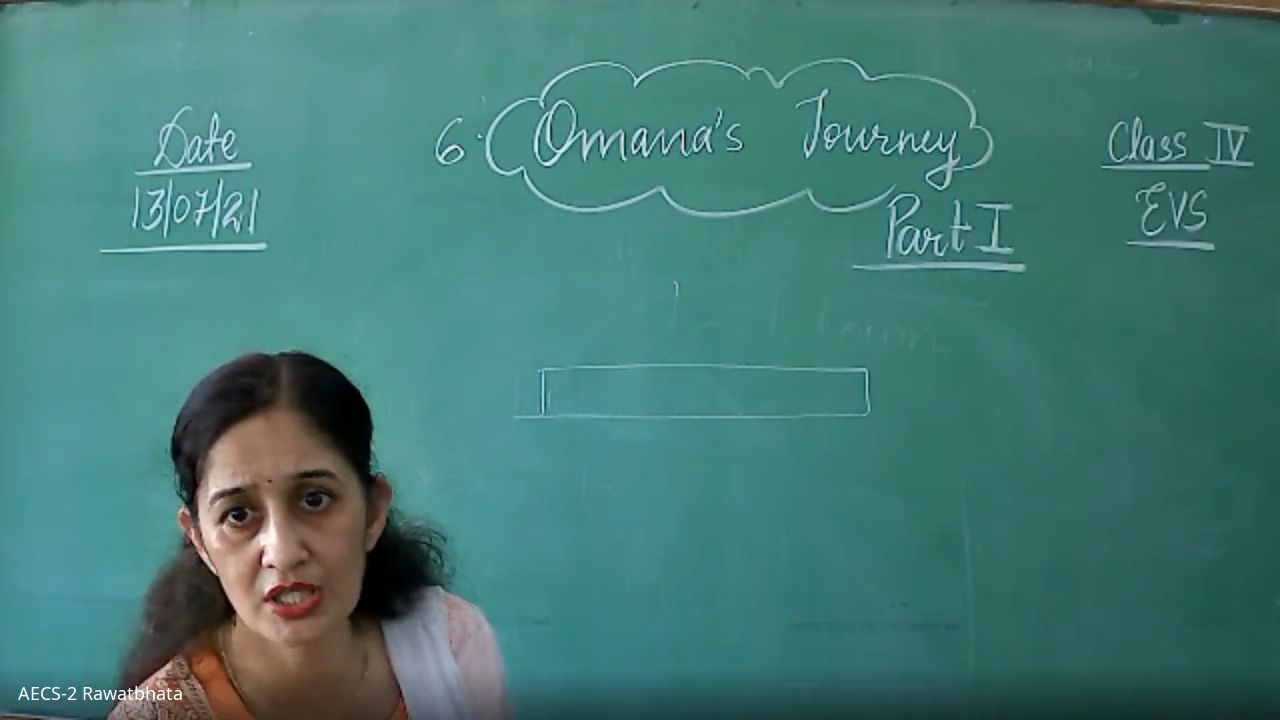 Date
13/07/21
6. Omana's Journey
Part I
Class IV
EVS
AECS-2 Rawatbhata